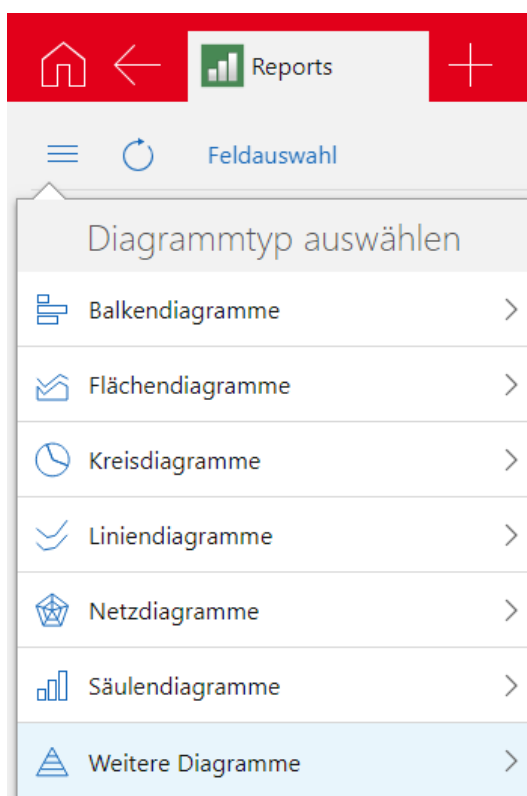 Reports
Feldauswahl
Diagrammtyp auswählen
Balkendiagramme
Flächendiagramme
Kreisdiagramme
Liniendiagramme
Netzdiagramme
Säulendiagramme
Weitere Diagramme